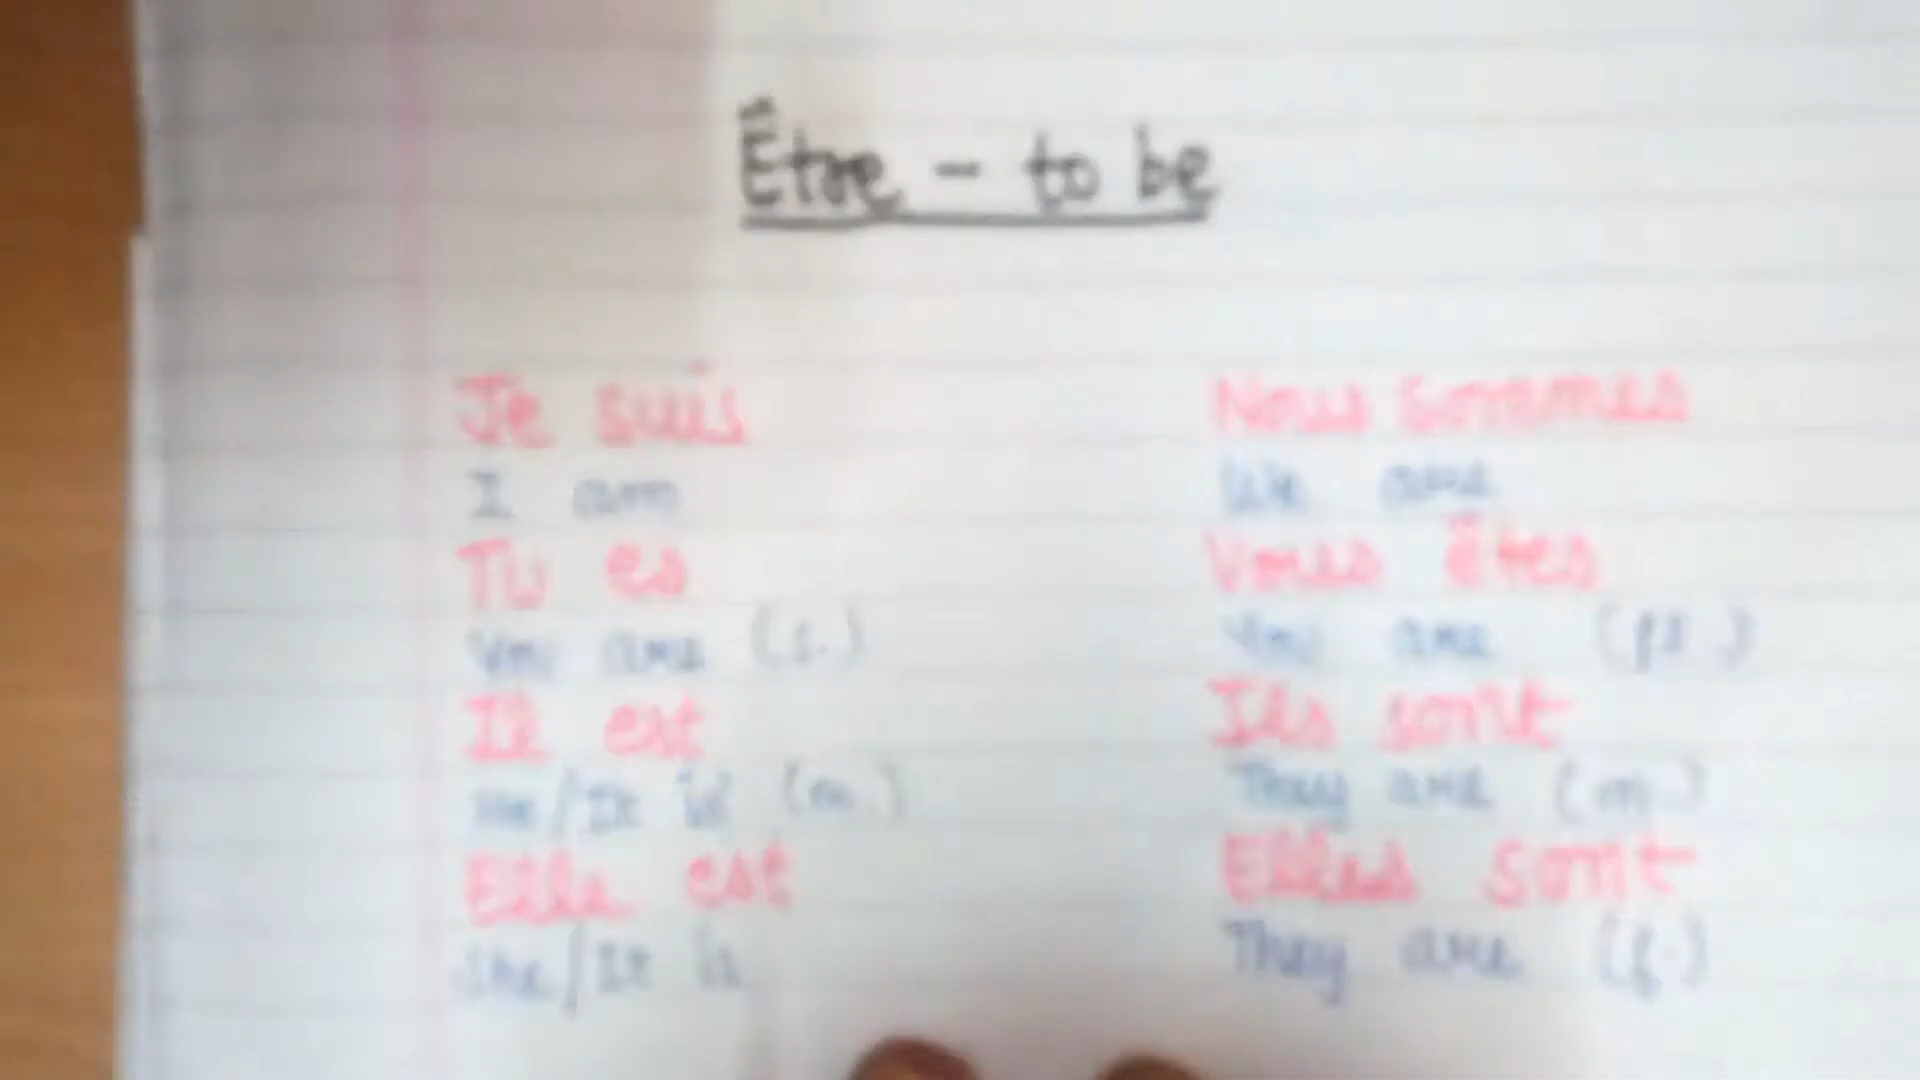 Être - to be
Je suis
I am
Tu es
You are (s.)
Il est
He/It is (m.)
Elle est
She/It is
Nous sommes
We are
Vous êtes
You are (pl.)
Ils sont
They are (m.)
Elles sont
They are (f.)